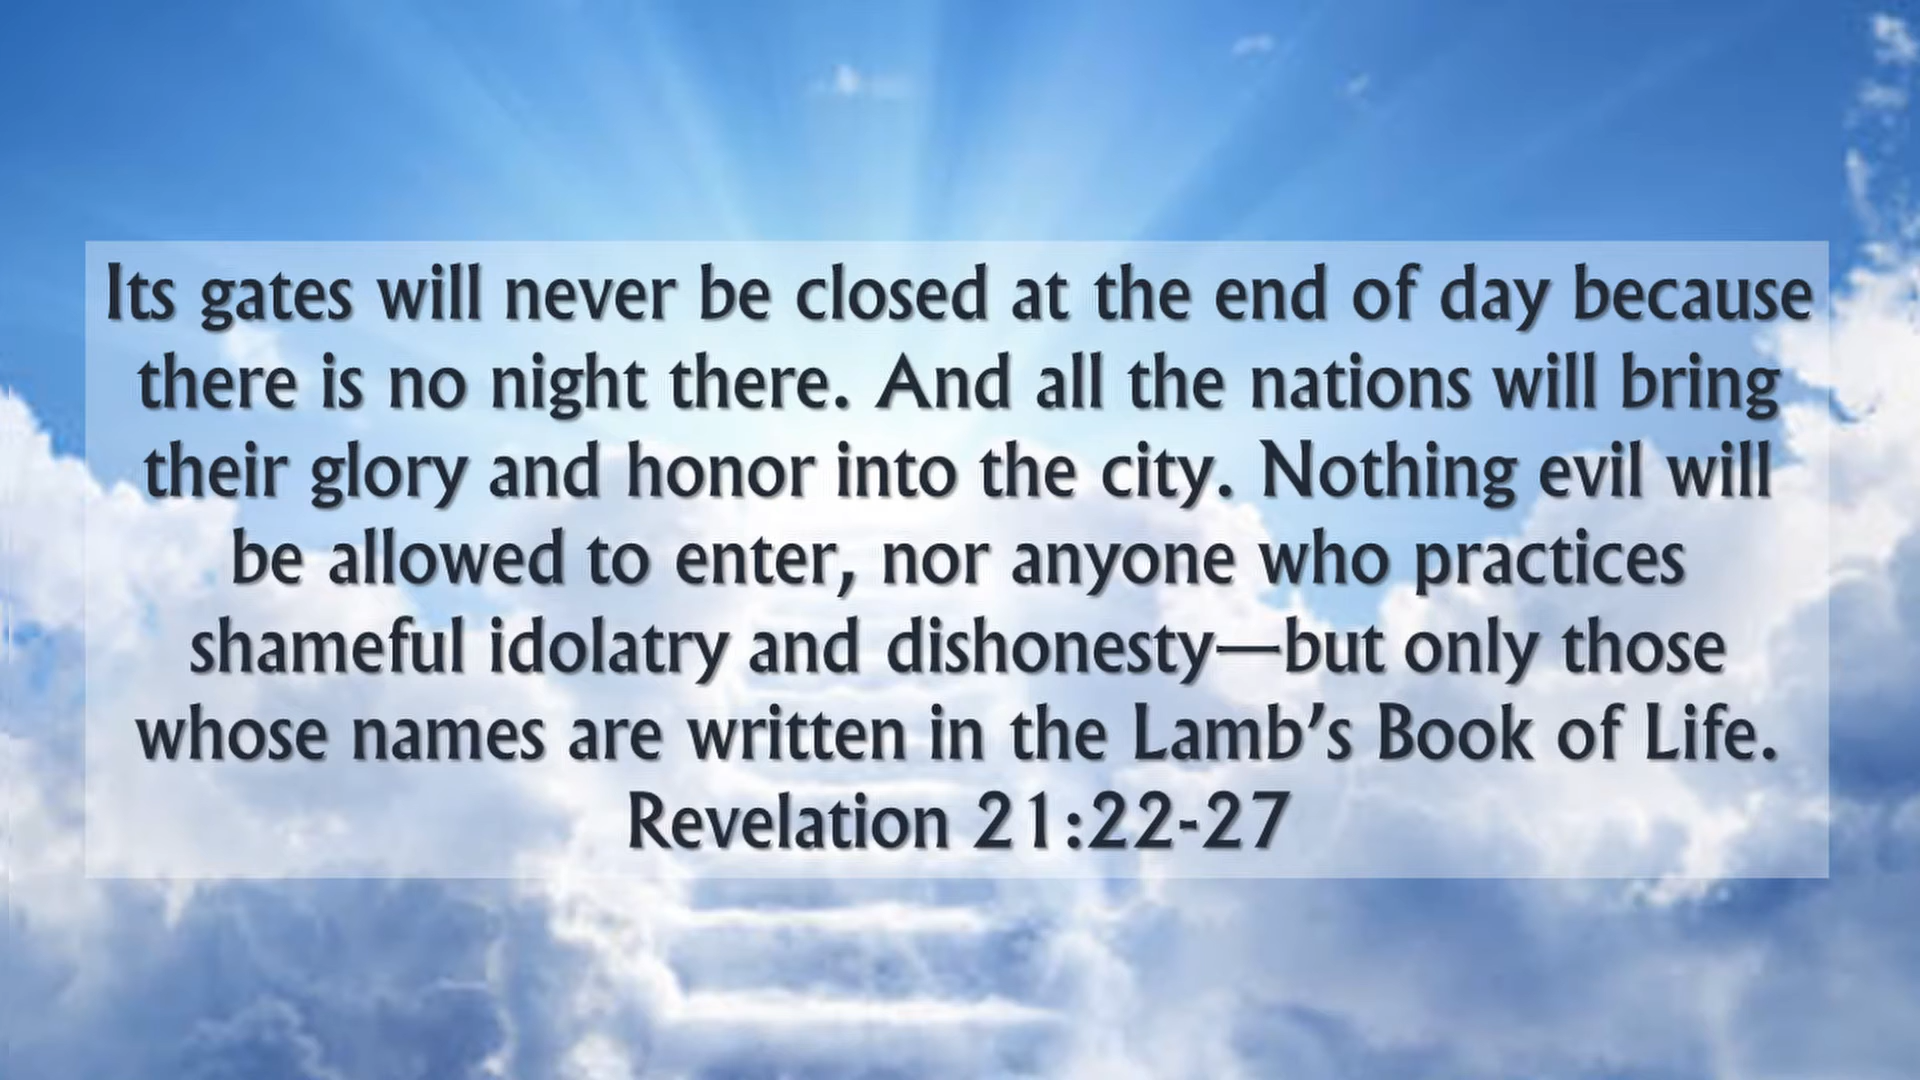 Its gates will never be closed at the end of day because
there is no night there. And all the nations will bring
their glory and honor into the city. Nothing evil will
be allowed to enter, nor anyone who practices
shameful idolatry and dishonesty—but only those
whose names are written in the Lamb’s Book of Life.
Revelation 21:22-27